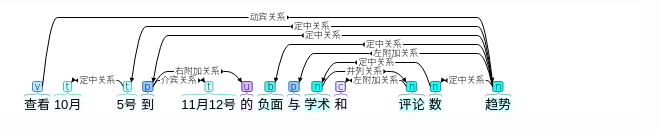 动宾关系
定中关系
定中关系
定中关系
左附加关系
右附加关系 定中关系
定中关系 介宾关系 并列关系 左附加关系 定中关系
v t t p t u b p n c n n n
查看 10月 5号 到 11月12号 的 负面 与 学术 和 评论 数 趋势